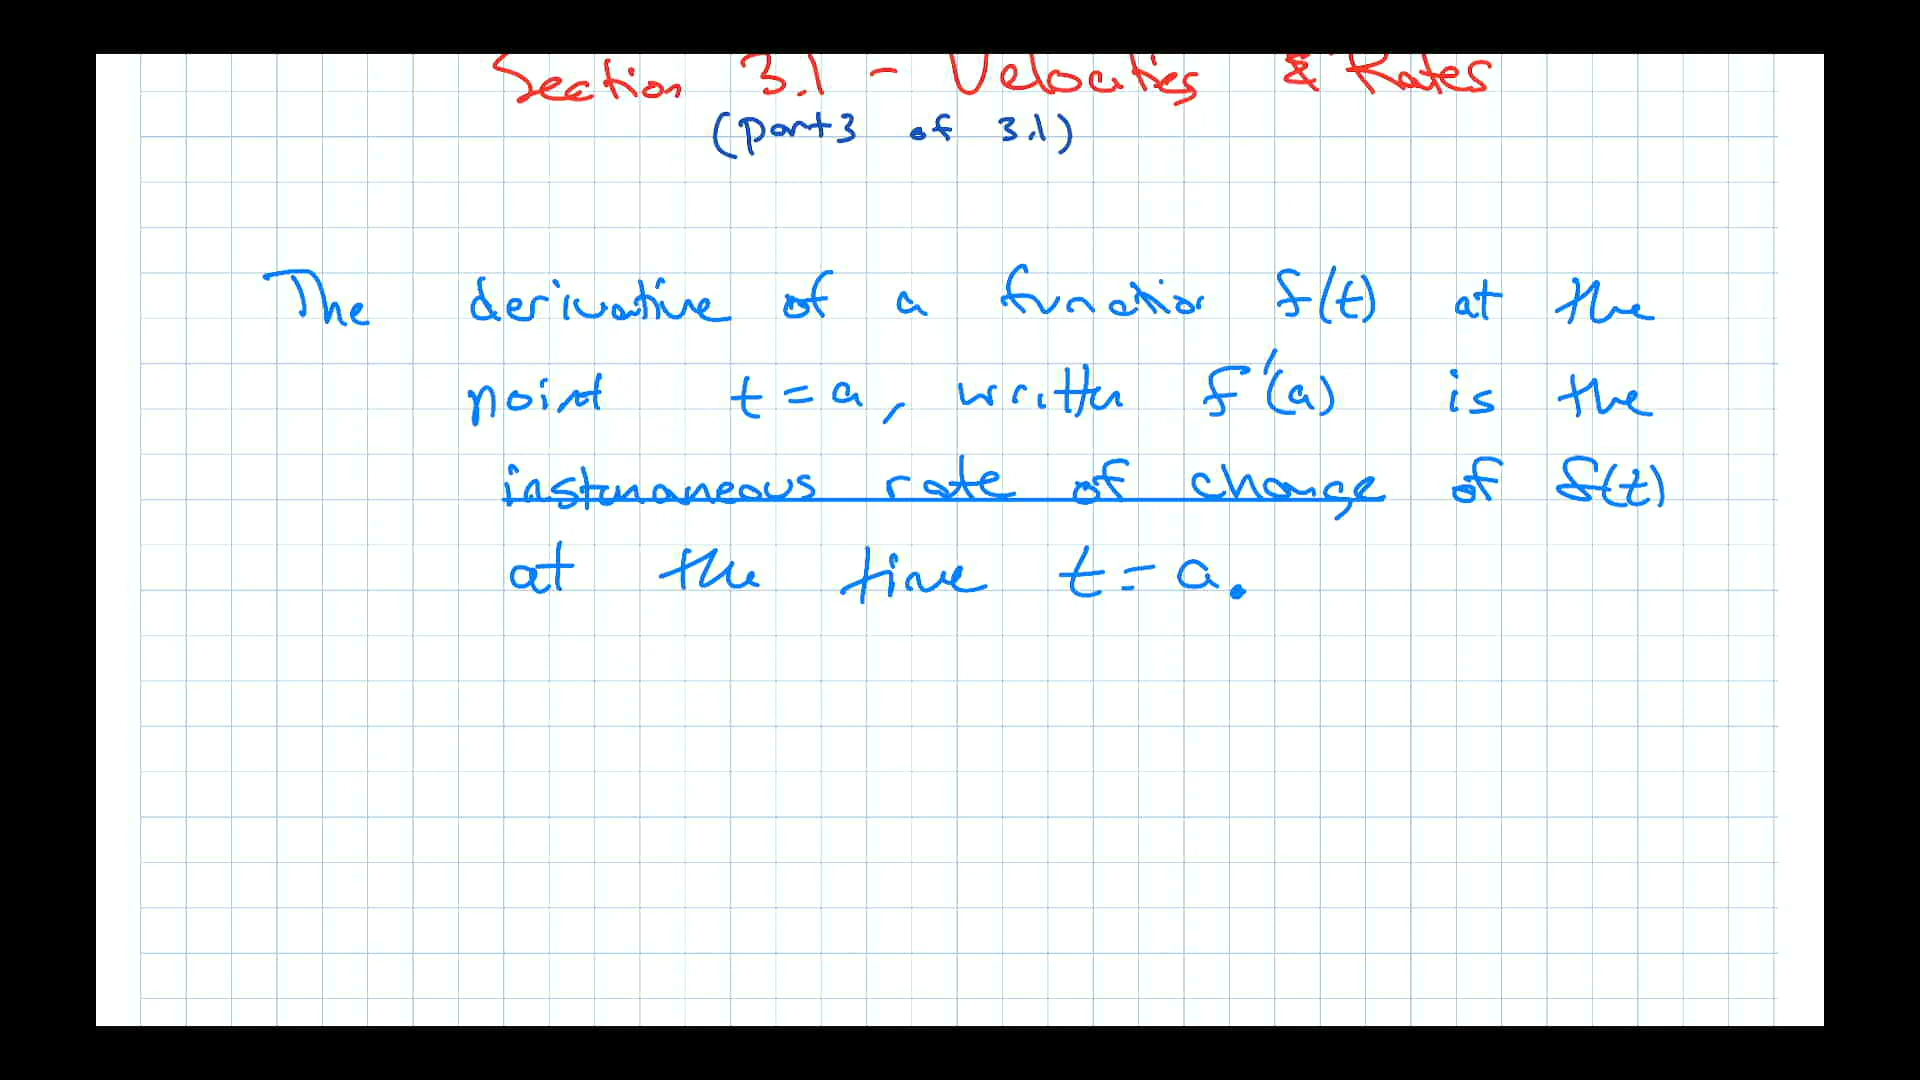 Section 3.1 - Velocities & Rates
(part 3 of 3.1)
The derivative of a function f(t) at the
point t = a, written f'(a) is the
instananeous rate of change of f(t)
at the time t = a.